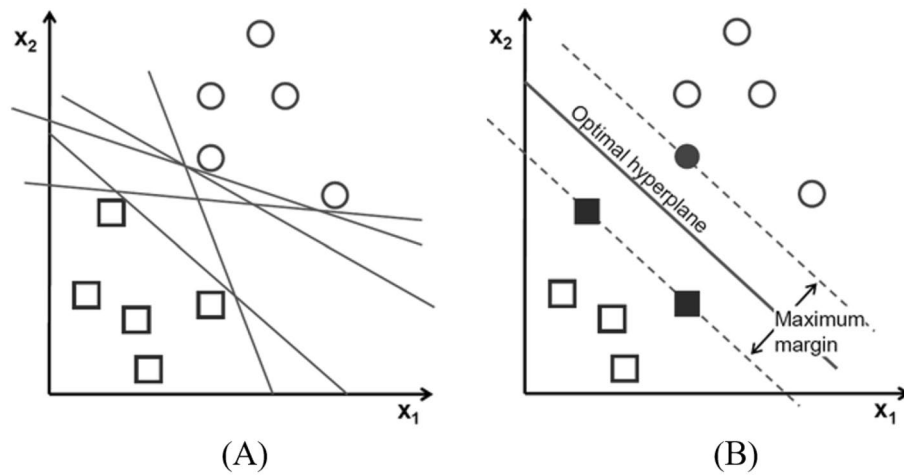 X2
X1
(A)
X2
Optimal hyperplane
Maximum
margin
X1
(B)